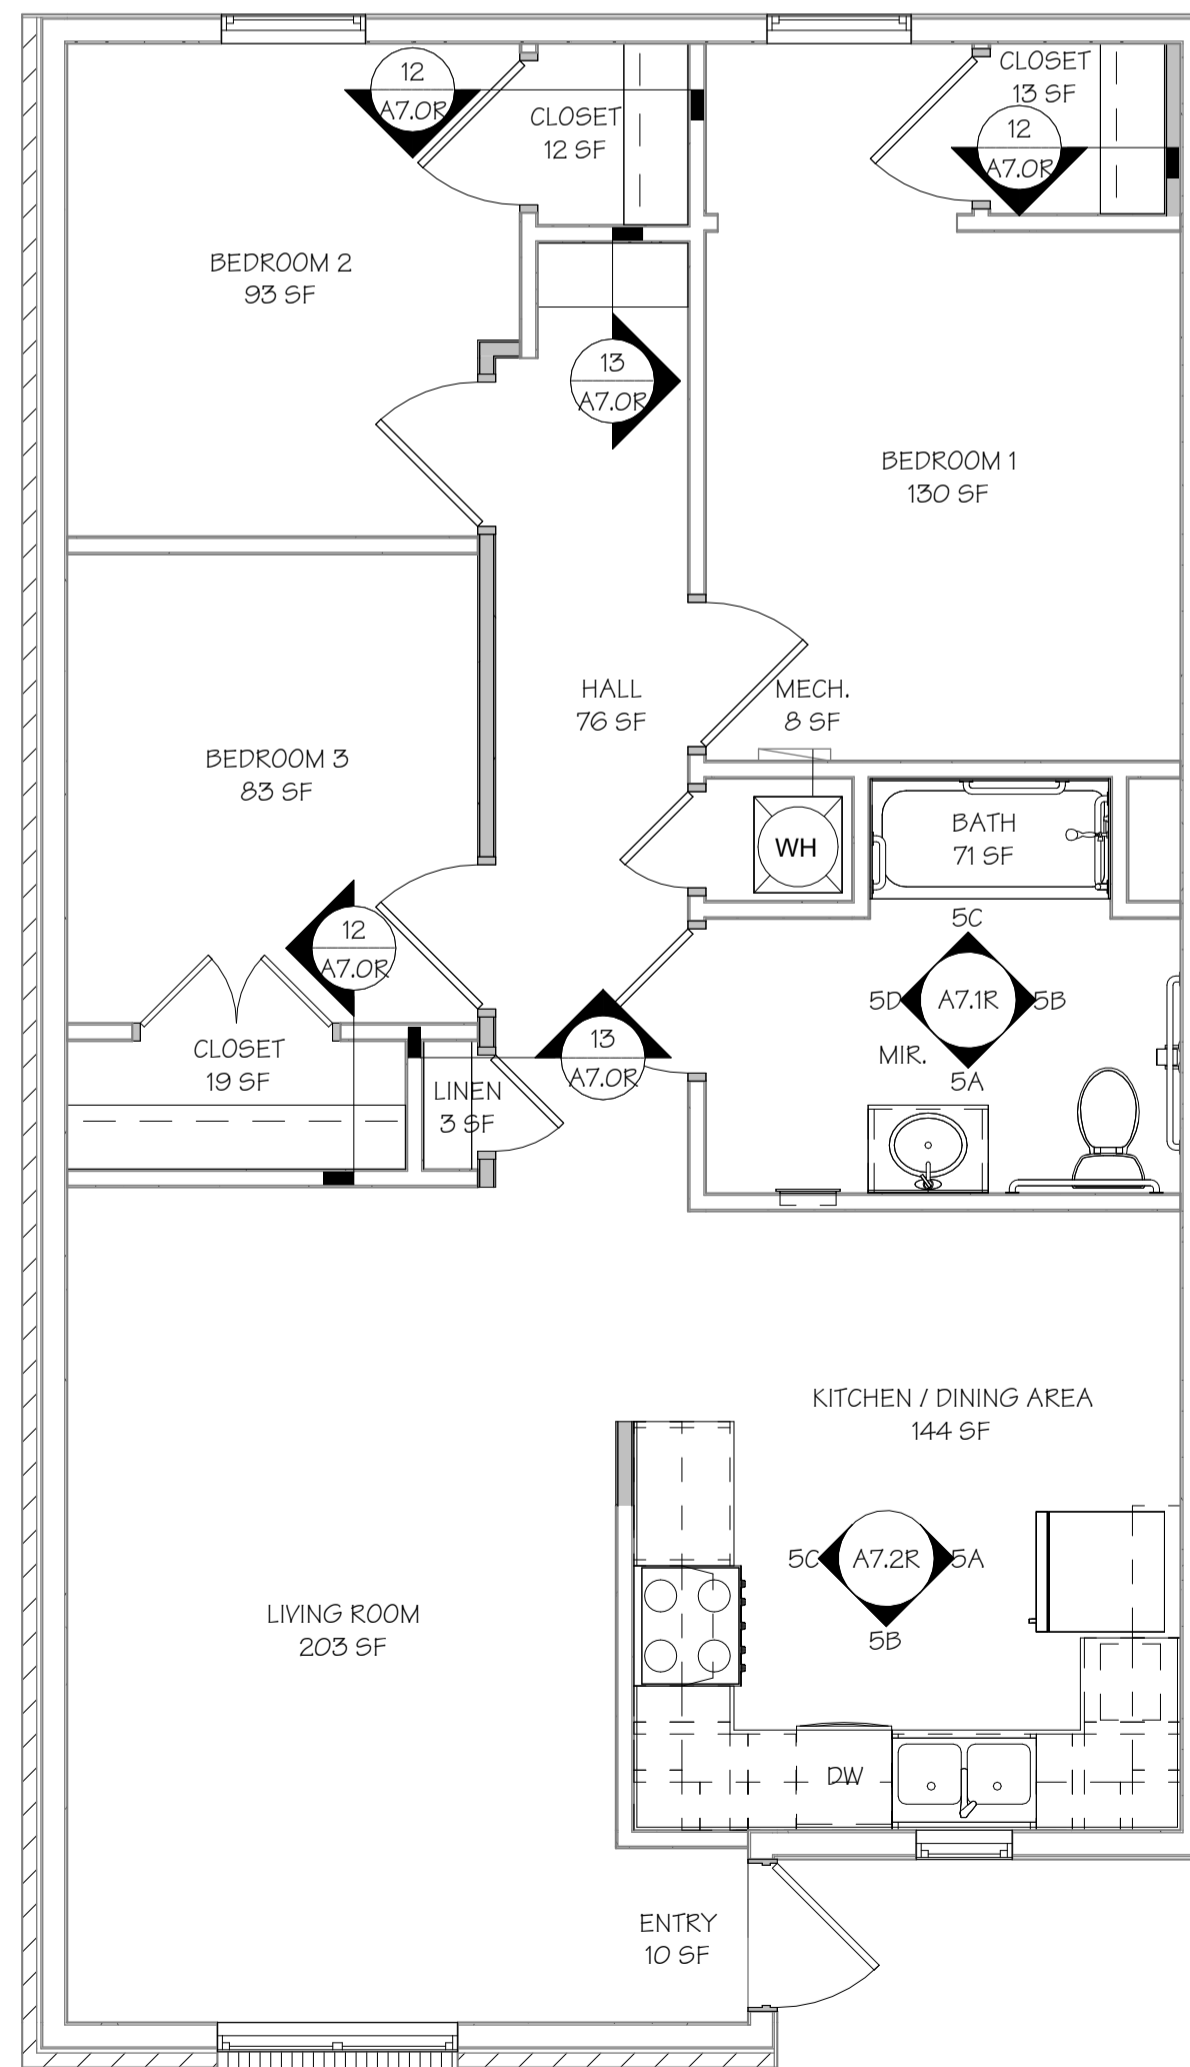 12
A7.0R
CLOSET
12 SF
CLOSET
13 SF
12
A7.0R
BEDROOM 2
93 SF
13
A7.0R
BEDROOM 1
130 SF
HALL
76 SF
MECH.
8 SF
BEDROOM 3
83 SF
WH
BATH
71 SF
12
A7.0R
5C
5D
A7.1R
5B
5A
MIR.
13
A7.0R
CLOSET
19 SF
LINEN
3 SF
KITCHEN / DINING AREA
144 SF
5C
A7.2R
5A
5B
LIVING ROOM
203 SF
DW
ENTRY
10 SF